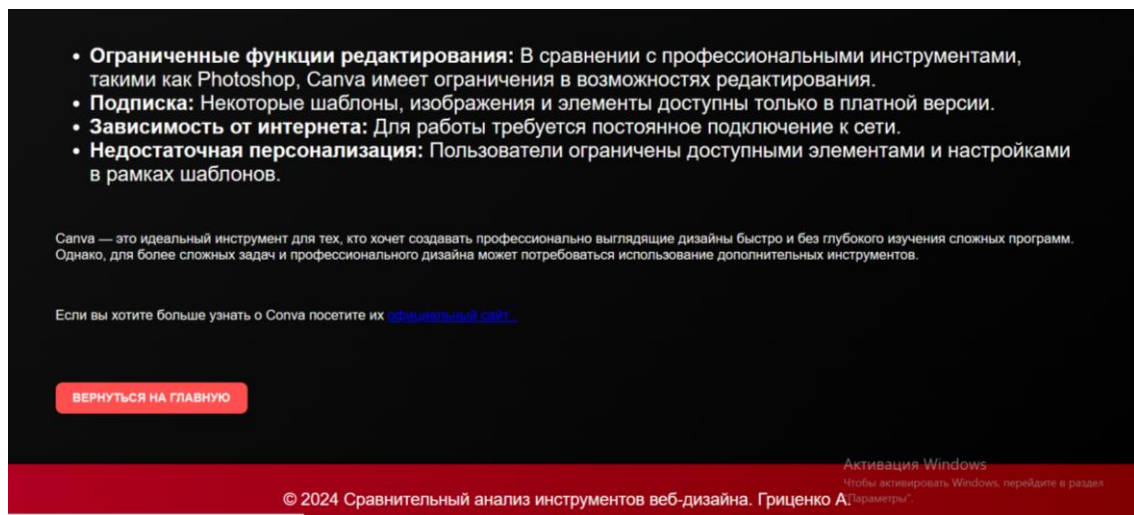 • Ограниченные функции редактирования: В сравнении с профессиональными инструментами,
такими как Photoshop, Canva имеет ограничения в возможностях редактирования.
• Подписка: Некоторые шаблоны, изображения и элементы доступны только в платной версии.
• Зависимость от интернета: Для работы требуется постоянное подключение к сети.
• Недостаточная персонализация: Пользователи ограничены доступными элементами и настройками
в рамках шаблонов.
Canva — это идеальный инструмент для тех, кто хочет создавать профессионально выглядящие дизайны быстро и без глубокого изучения сложных программ.
Однако, для более сложных задач и профессионального дизайна может потребоваться использование дополнительных инструментов.
Если вы хотите больше узнать о Conva посетите их официальный сайт .
ВЕРНУТЬСЯ НА ГЛАВНУЮ
Активация Windows
Чтобы активировать Windows, перейдите в раздел
"Параметры".
© 2024 Сравнительный анализ инструментов веб-дизайна. Гриценко А.